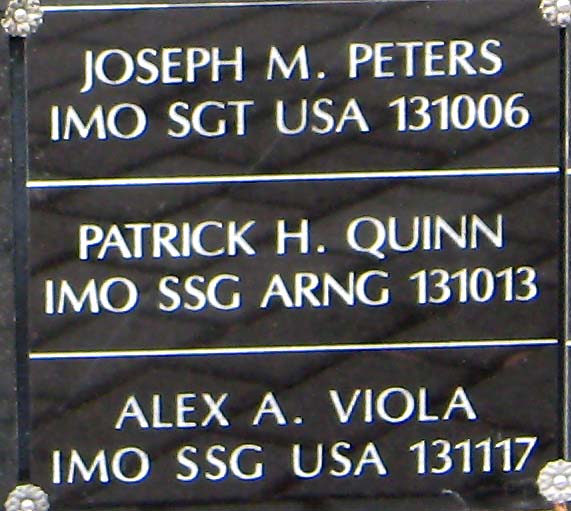 JOSEPH M. PETERS
IMO SGT USA 131006
PATRICK H. QUINN
IMO SSG ARNG 131013
ALEX A. VIOLA
IMO SSG USA 131117